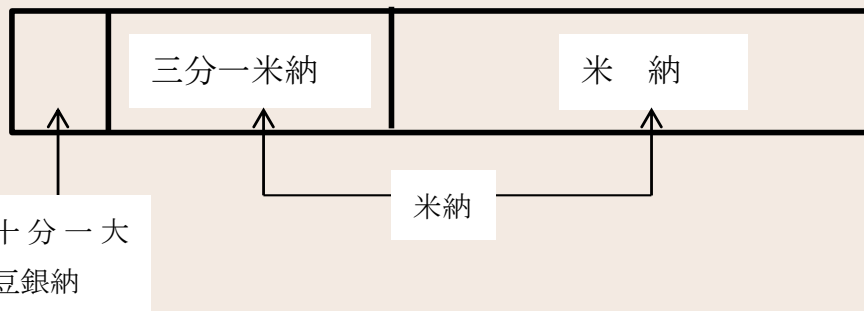 三分一米納
米　納
米納
十分一大
豆銀納